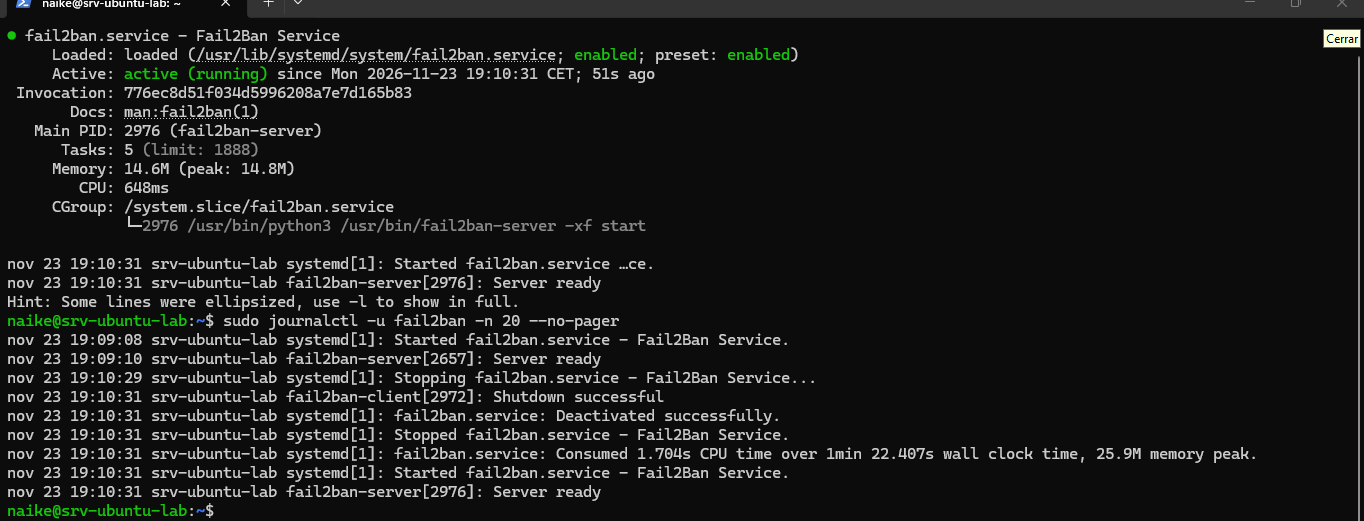 naike@srv-ubuntu-lab: ~
Cerrar
● fail2ban.service - Fail2Ban Service
Loaded: loaded (/usr/lib/systemd/system/fail2ban.service; enabled; preset: enabled)
Active: active (running) since Mon 2026-11-23 19:10:31 CET; 51s ago
Invocation: 776ec8d51f034d5996208a7e7d165b83
Docs: man:fail2ban(1)
Main PID: 2976 (fail2ban-server)
Tasks: 5 (limit: 1888)
Memory: 14.6M (peak: 14.8M)
CPU: 648ms
CGroup: /system.slice/fail2ban.service
└─2976 /usr/bin/python3 /usr/bin/fail2ban-server -xf start
nov 23 19:10:31 srv-ubuntu-lab systemd[1]: Started fail2ban.service …ce.
nov 23 19:10:31 srv-ubuntu-lab fail2ban-server[2976]: Server ready
Hint: Some lines were ellipsized, use -l to show in full.
naike@srv-ubuntu-lab:~$ sudo journalctl -u fail2ban -n 20 --no-pager
nov 23 19:09:08 srv-ubuntu-lab systemd[1]: Started fail2ban.service - Fail2Ban Service.
nov 23 19:09:10 srv-ubuntu-lab fail2ban-server[2657]: Server ready
nov 23 19:10:29 srv-ubuntu-lab systemd[1]: Stopping fail2ban.service - Fail2Ban Service...
nov 23 19:10:31 srv-ubuntu-lab fail2ban-client[2972]: Shutdown successful
nov 23 19:10:31 srv-ubuntu-lab systemd[1]: fail2ban.service: Deactivated successfully.
nov 23 19:10:31 srv-ubuntu-lab systemd[1]: Stopped fail2ban.service - Fail2Ban Service.
nov 23 19:10:31 srv-ubuntu-lab systemd[1]: fail2ban.service: Consumed 1.704s CPU time over 1min 22.407s wall clock time, 25.9M memory peak.
nov 23 19:10:31 srv-ubuntu-lab systemd[1]: Started fail2ban.service - Fail2Ban Service.
nov 23 19:10:31 srv-ubuntu-lab fail2ban-server[2976]: Server ready
naike@srv-ubuntu-lab:~$